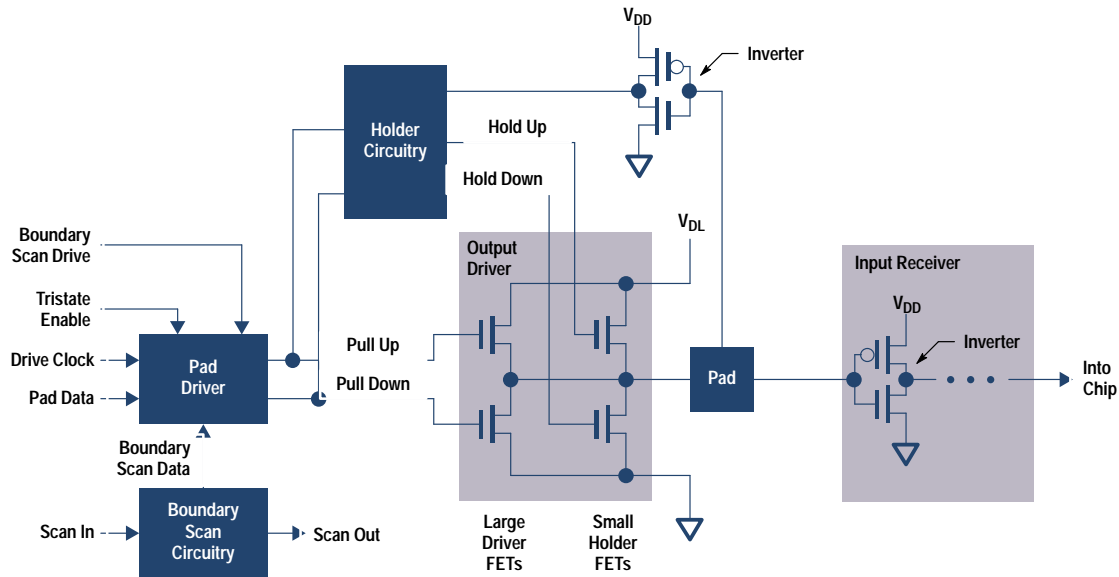 VDD
Inverter
Holder
Circuitry
Hold Up
Hold Down
VDL
Boundary
Scan Drive
Output
Driver
Input Receiver
Tristate
Enable
VDD
Drive Clock
Pad
Driver
Pull Up
Inverter
Pad Data
Pull Down
Pad
Into
Chip
Boundary
Scan Data
Scan In
Boundary
Scan
Circuitry
Scan Out
Large
Driver
FETs
Small
Holder
FETs